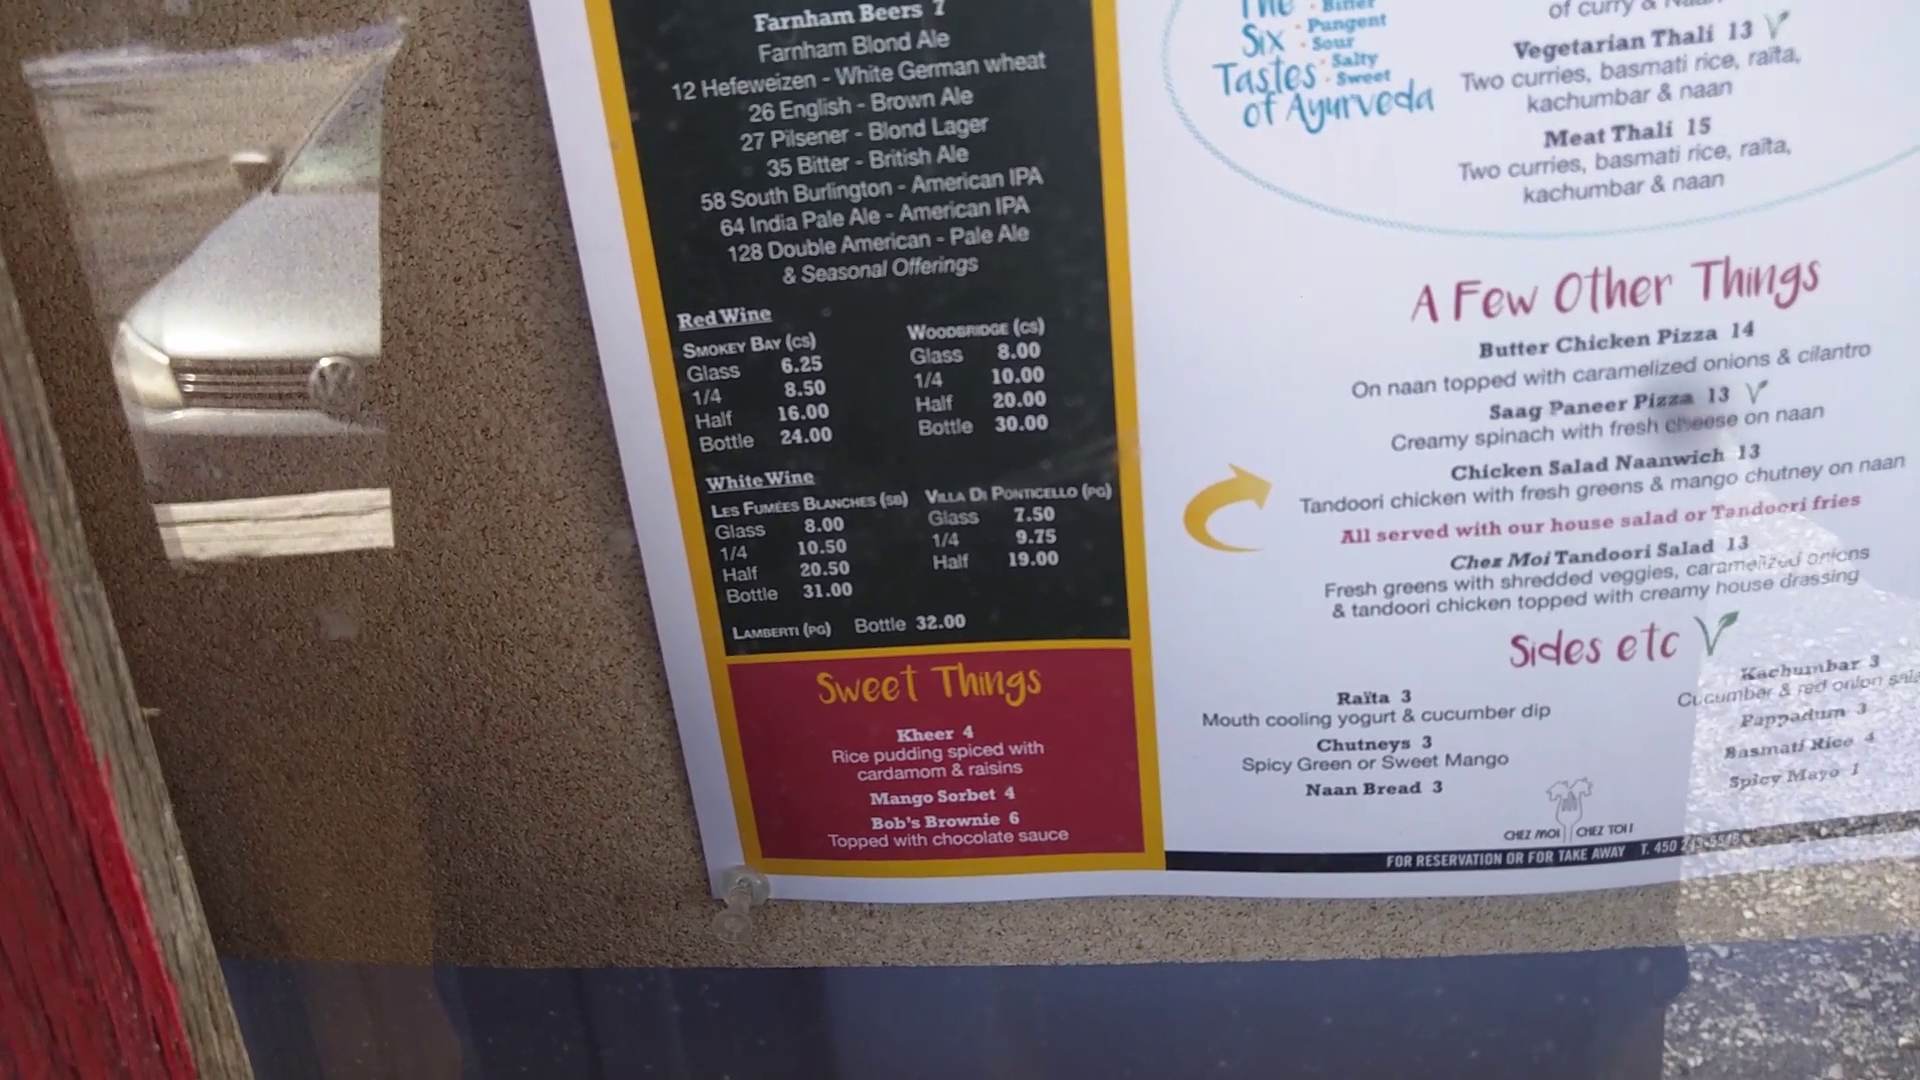 Farnham Beers 7
Farnham Blond Ale
12 Hefeweizen - White German wheat
26 English - Brown Ale
27 Pilsener - Blond Lager
35 Bitter - British Ale
58 South Burlington - American IPA
64 India Pale Ale - American IPA
128 Double American - Pale Ale
& Seasonal Offerings
Red Wine
SMOKEY BAY (CS)
Glass 6.25
1/4 8.50
Half 16.00
Bottle 24.00
WOODBRIDGE (CS)
Glass 8.00
1/4 10.00
Half 20.00
Bottle 30.00
White Wine
LES FUMÉES BLANCHES (SB)
Glass 8.00
1/4 10.50
Half 20.50
Bottle 31.00
VILLA DI PONTICELLO (PG)
Glass 7.50
1/4 9.75
Half 19.00
LAMBERTI (PG) Bottle 32.00
Sweet Things
Kheer 4
Rice pudding spiced with
cardamom & raisins
Mango Sorbet 4
Bob's Brownie 6
Topped with chocolate sauce
The
Six
Tastes
of Ayurveda
· Bitter
· Pungent
· Sour
· Salty
· Sweet
of curry & Naan
Vegetarian Thali 13
Two curries, basmati rice, raïta,
kachumbar & naan
Meat Thali 15
Two curries, basmati rice, raïta,
kachumbar & naan
A Few Other Things
Butter Chicken Pizza 14
On naan topped with caramelized onions & cilantro
Saag Paneer Pizza 13
Creamy spinach with fresh cheese on naan
Chicken Salad Naanwich 13
Tandoori chicken with fresh greens & mango chutney on naan
All served with our house salad or Tandoori fries
Chez Moi Tandoori Salad 13
Fresh greens with shredded veggies, caramelized onions
& tandoori chicken topped with creamy house dressing
Sides etc
Raïta 3
Mouth cooling yogurt & cucumber dip
Chutneys 3
Spicy Green or Sweet Mango
Naan Bread 3
Kachumbar 3
Cucumber & red onion
Pappadum 3
Basmati Rice 4
Spicy Mayo 1
CHEZ MOI CHEZ TOI !
FOR RESERVATION OR FOR TAKE AWAY T. 450